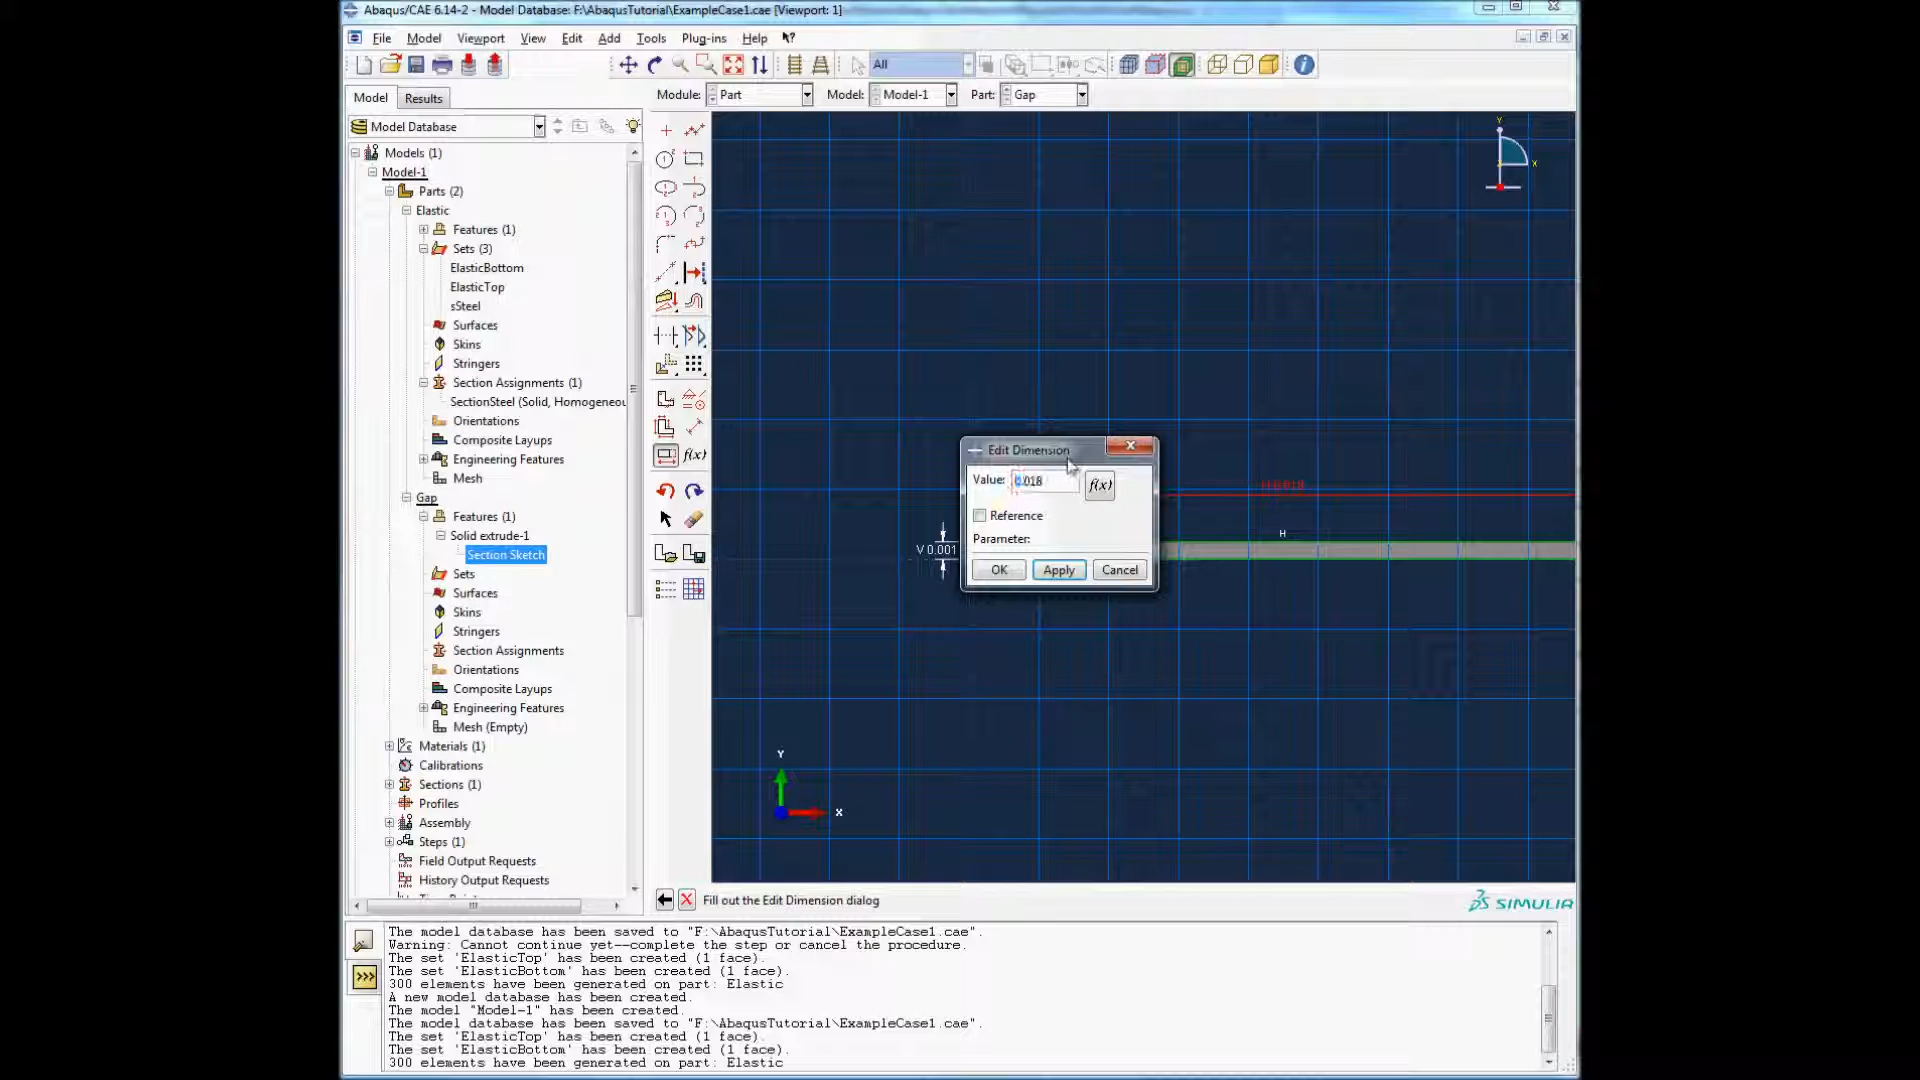 Abaqus/CAE 6.14-2 - Model Database: F:\AbaqusTutorial\ExampleCase1.cae [Viewport: 1]
File Model Viewport View Edit Add Tools Plug-ins Help
All
Model Results
Module: Part Model: Model-1 Part: Gap
Model Database
Models (1)
Model-1
Parts (2)
Elastic
Features (1)
Sets (3)
ElasticBottom
ElasticTop
sSteel
Surfaces
Skins
Stringers
Section Assignments (1)
SectionSteel (Solid, Homogeneou
Orientations
Composite Layups
Engineering Features
Mesh
Gap
Features (1)
Solid extrude-1
Section Sketch
Sets
Surfaces
Skins
Stringers
Section Assignments
Orientations
Composite Layups
Engineering Features
Mesh (Empty)
Materials (1)
Calibrations
Sections (1)
Profiles
Assembly
Steps (1)
Field Output Requests
History Output Requests
f(x)
Y
X
H 0.018
H
V 0.001
Edit Dimension
Value: 0.018 f(x)
Reference
Parameter:
OK Apply Cancel
Y
X
Fill out the Edit Dimension dialog
SIMULIA
The model database has been saved to "F:\AbaqusTutorial\ExampleCase1.cae".
Warning: Cannot continue yet--complete the step or cancel the procedure.
The set 'ElasticTop' has been created (1 face).
The set 'ElasticBottom' has been created (1 face).
300 elements have been generated on part: Elastic
A new model database has been created.
The model "Model-1" has been created.
The model database has been saved to "F:\AbaqusTutorial\ExampleCase1.cae".
The set 'ElasticTop' has been created (1 face).
The set 'ElasticBottom' has been created (1 face).
300 elements have been generated on part: Elastic